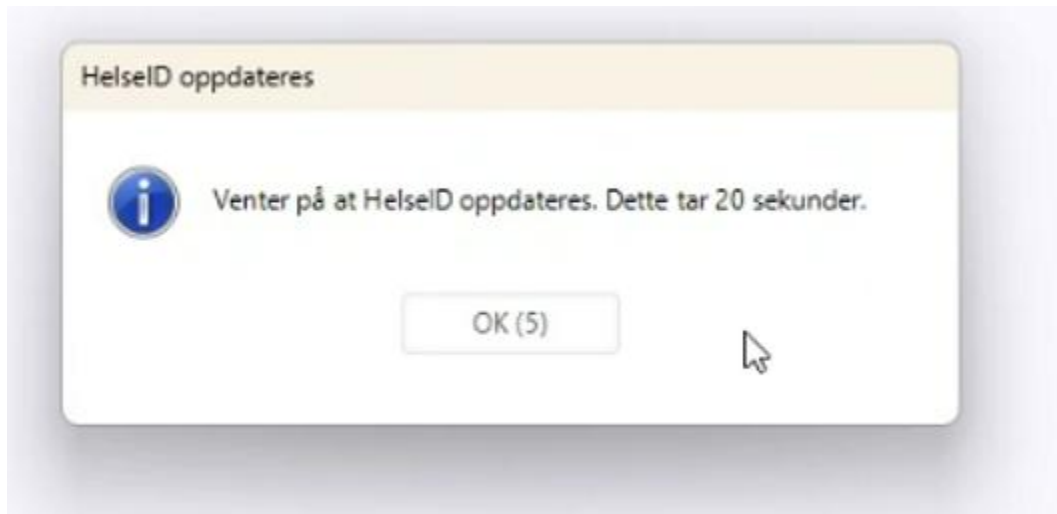 HelseID oppdateres
Venter på at HelseID oppdateres. Dette tar 20 sekunder.
OK (5)